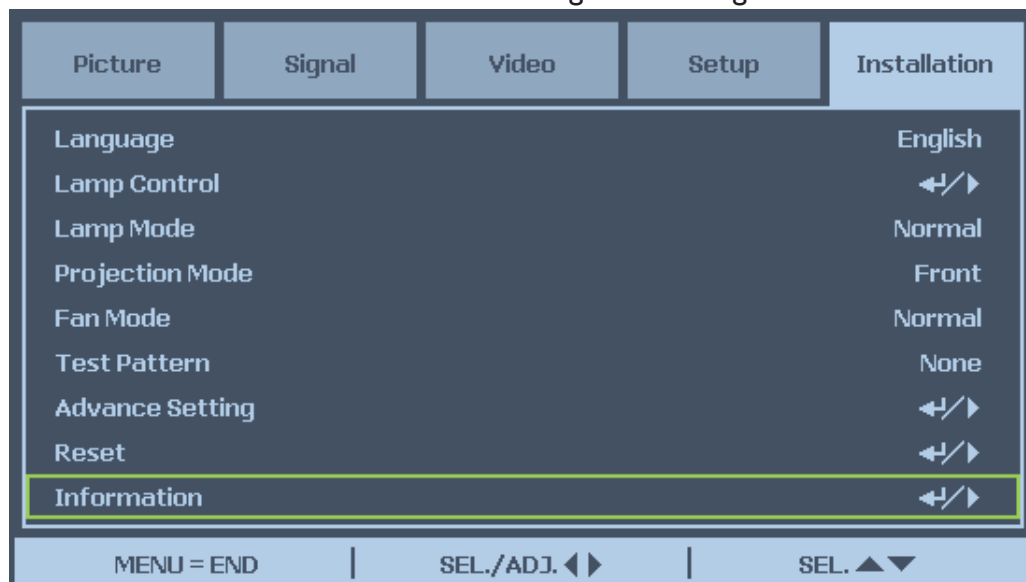 Picture Signal Video Setup Installation
Language English
Lamp Control ↵/▶
Lamp Mode Normal
Projection Mode Front
Fan Mode Normal
Test Pattern None
Advance Setting ↵/▶
Reset ↵/▶
Information ↵/▶
MENU = END | SEL./ADJ. ◀ ▶ | SEL. ▲▼